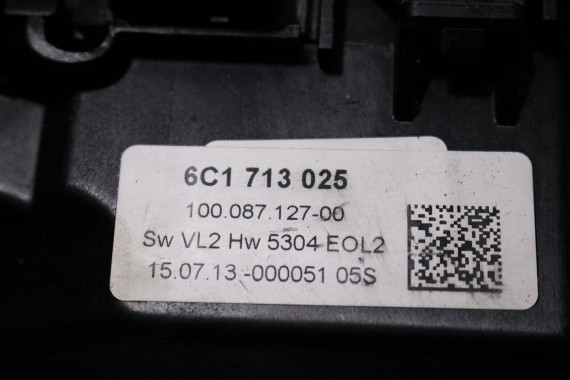 6C1 713 025
100.087.127-00
Sw VL2 Hw 5304 EOL2
15.07.13-000051 05S